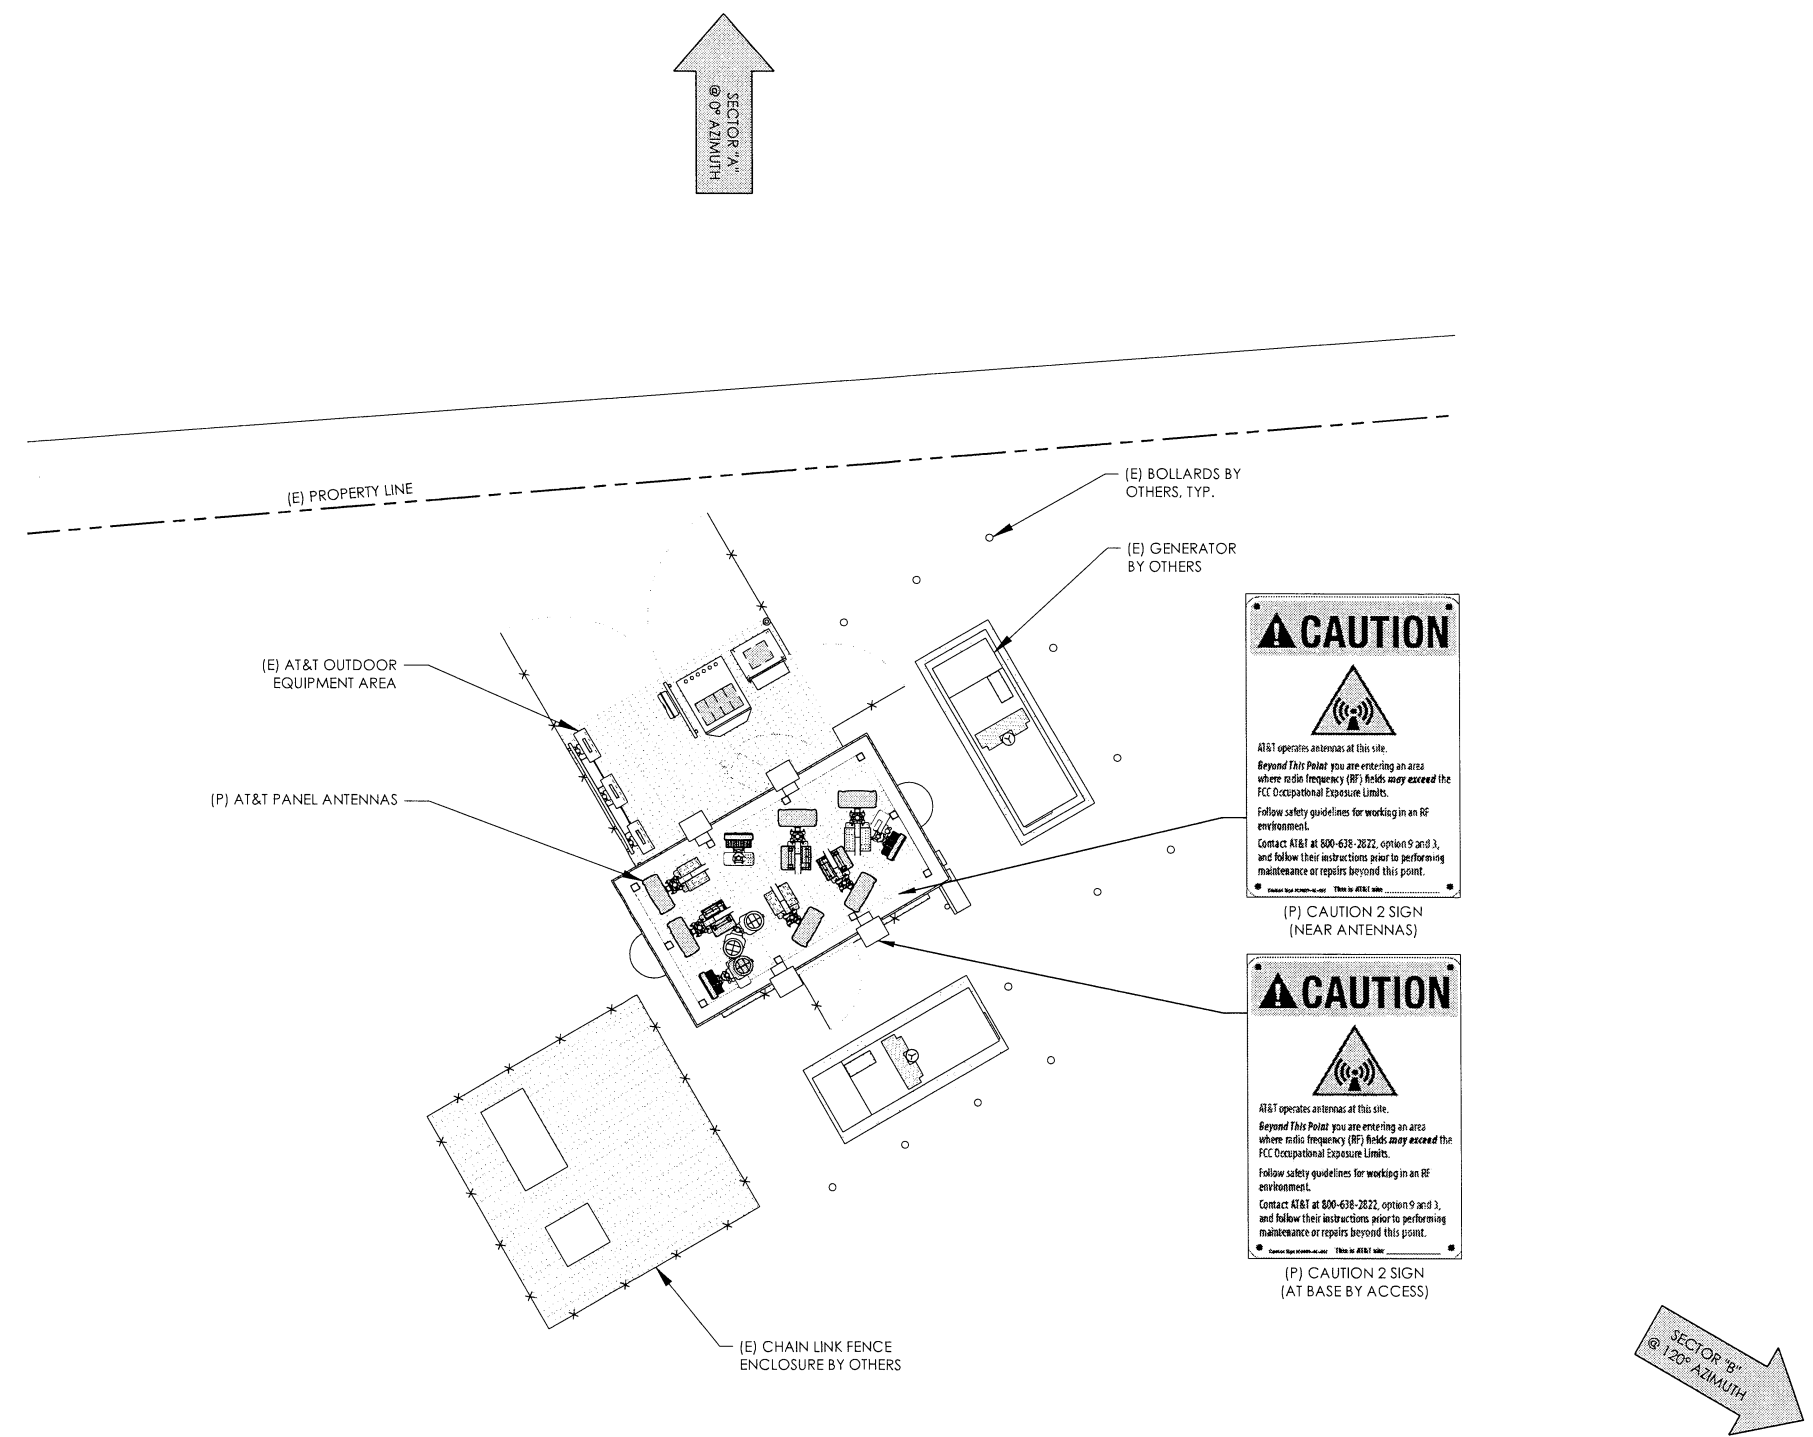 SECTOR "A"
@ 0° AZIMUTH
(E) PROPERTY LINE
(E) BOLLARDS BY
OTHERS, TYP.
(E) GENERATOR
BY OTHERS
(E) AT&T OUTDOOR
EQUIPMENT AREA
(P) AT&T PANEL ANTENNAS
CAUTION
AT&T operates antennas at this site.
Beyond This Point you are entering an area
where radio frequency (RF) fields may exceed the
FCC Occupational Exposure Limits.
Follow safety guidelines for working in an RF
environment.
Contact AT&T at 800-638-2822, option 9 and 3,
and follow their instructions prior to performing
maintenance or repairs beyond this point.
This is AT&T site
(P) CAUTION 2 SIGN
(NEAR ANTENNAS)
CAUTION
AT&T operates antennas at this site.
Beyond This Point you are entering an area
where radio frequency (RF) fields may exceed the
FCC Occupational Exposure Limits.
Follow safety guidelines for working in an RF
environment.
Contact AT&T at 800-638-2822, option 9 and 3,
and follow their instructions prior to performing
maintenance or repairs beyond this point.
This is AT&T site
(P) CAUTION 2 SIGN
(AT BASE BY ACCESS)
(E) CHAIN LINK FENCE
ENCLOSURE BY OTHERS
SECTOR "B"
@ 120° AZIMUTH